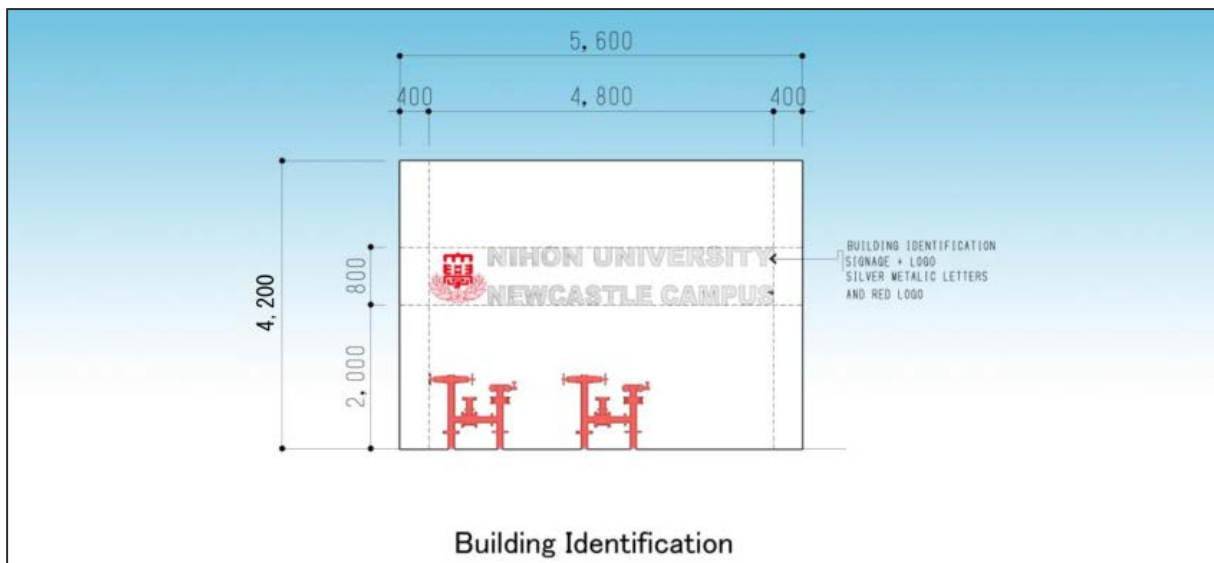 5,600
400 4,800 400
4,200
800
2,000
NIHON UNIVERSITY
NEWCASTLE CAMPUS
BUILDING IDENTIFICATION
SIGNAGE + LOGO
SILVER METALIC LETTERS
AND RED LOGO
Building Identification